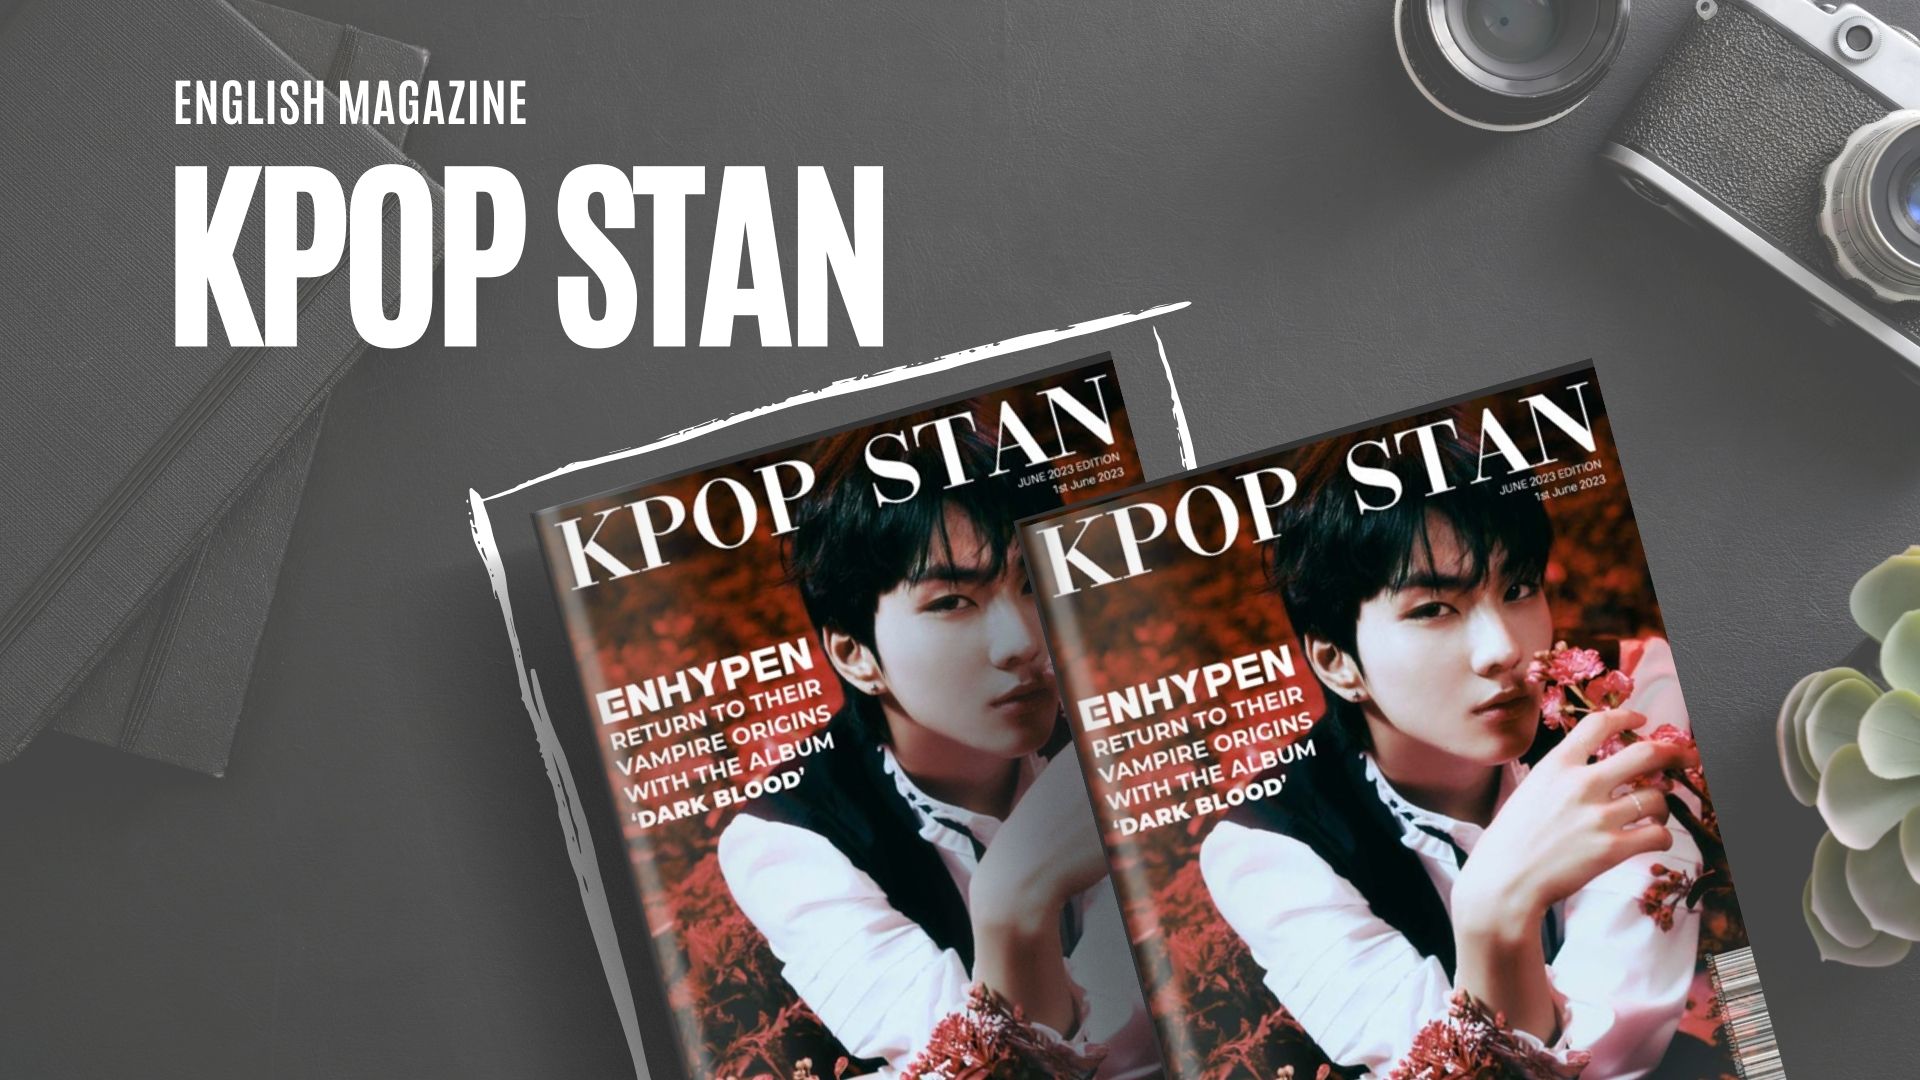 ENGLISH MAGAZINE
KPOP STAN
KPOP STAN
JUNE 2023 EDITION
1st June 2023
ENHYPEN
RETURN TO THEIR
VAMPIRE ORIGINS
WITH THE ALBUM
'DARK BLOOD'
KPOP STAN
JUNE 2023 EDITION
1st June 2023
ENHYPEN
RETURN TO THEIR
VAMPIRE ORIGINS
WITH THE ALBUM
'DARK BLOOD'